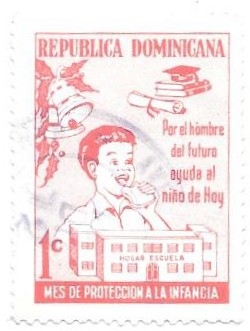 REPUBLICA DOMINICANA
Por el hombre
del futuro
ayuda al
niño de Hoy
1c
HOGAR ESCUELA
MES DE PROTECCION A LA INFANCIA